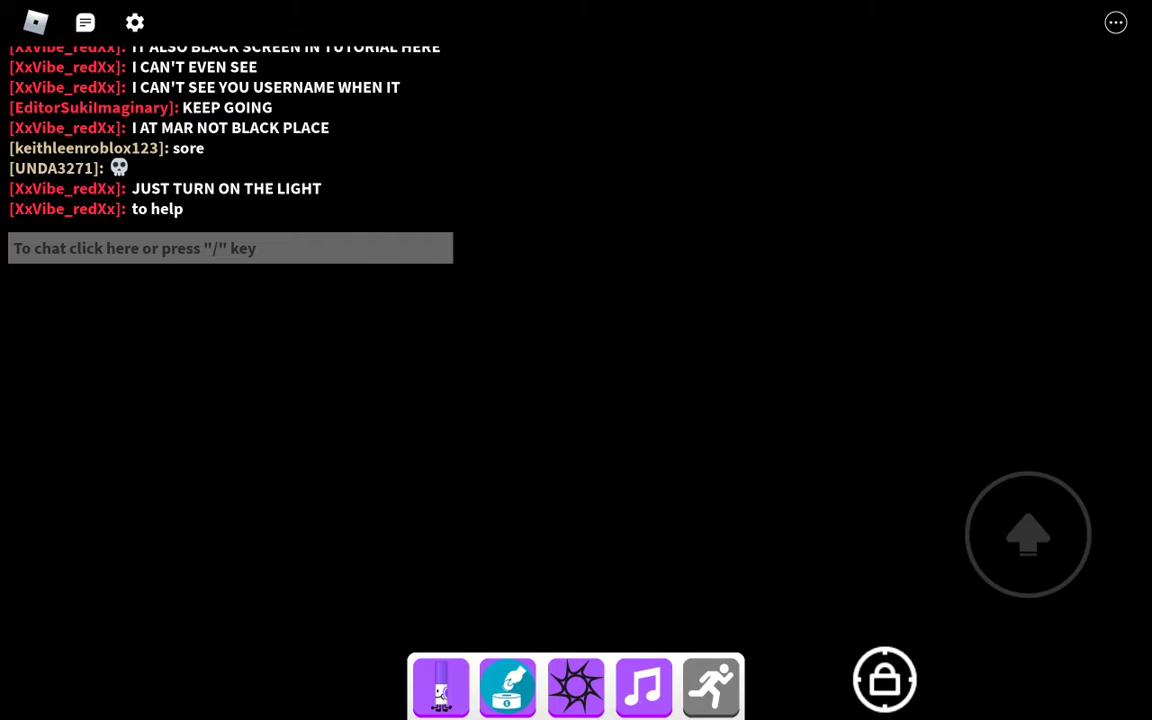 [XxVibe_redXx]: IT ALSO BLACK SCREEN IN TUTORIAL HERE
[XxVibe_redXx]: I CAN'T EVEN SEE
[XxVibe_redXx]: I CAN'T SEE YOU USERNAME WHEN IT
[EditorSukiImaginary]: KEEP GOING
[XxVibe_redXx]: I AT MAR NOT BLACK PLACE
[keithleenroblox123]: sore
[UNDA3271]: 💀
[XxVibe_redXx]: JUST TURN ON THE LIGHT
[XxVibe_redXx]: to help
To chat click here or press "/" key